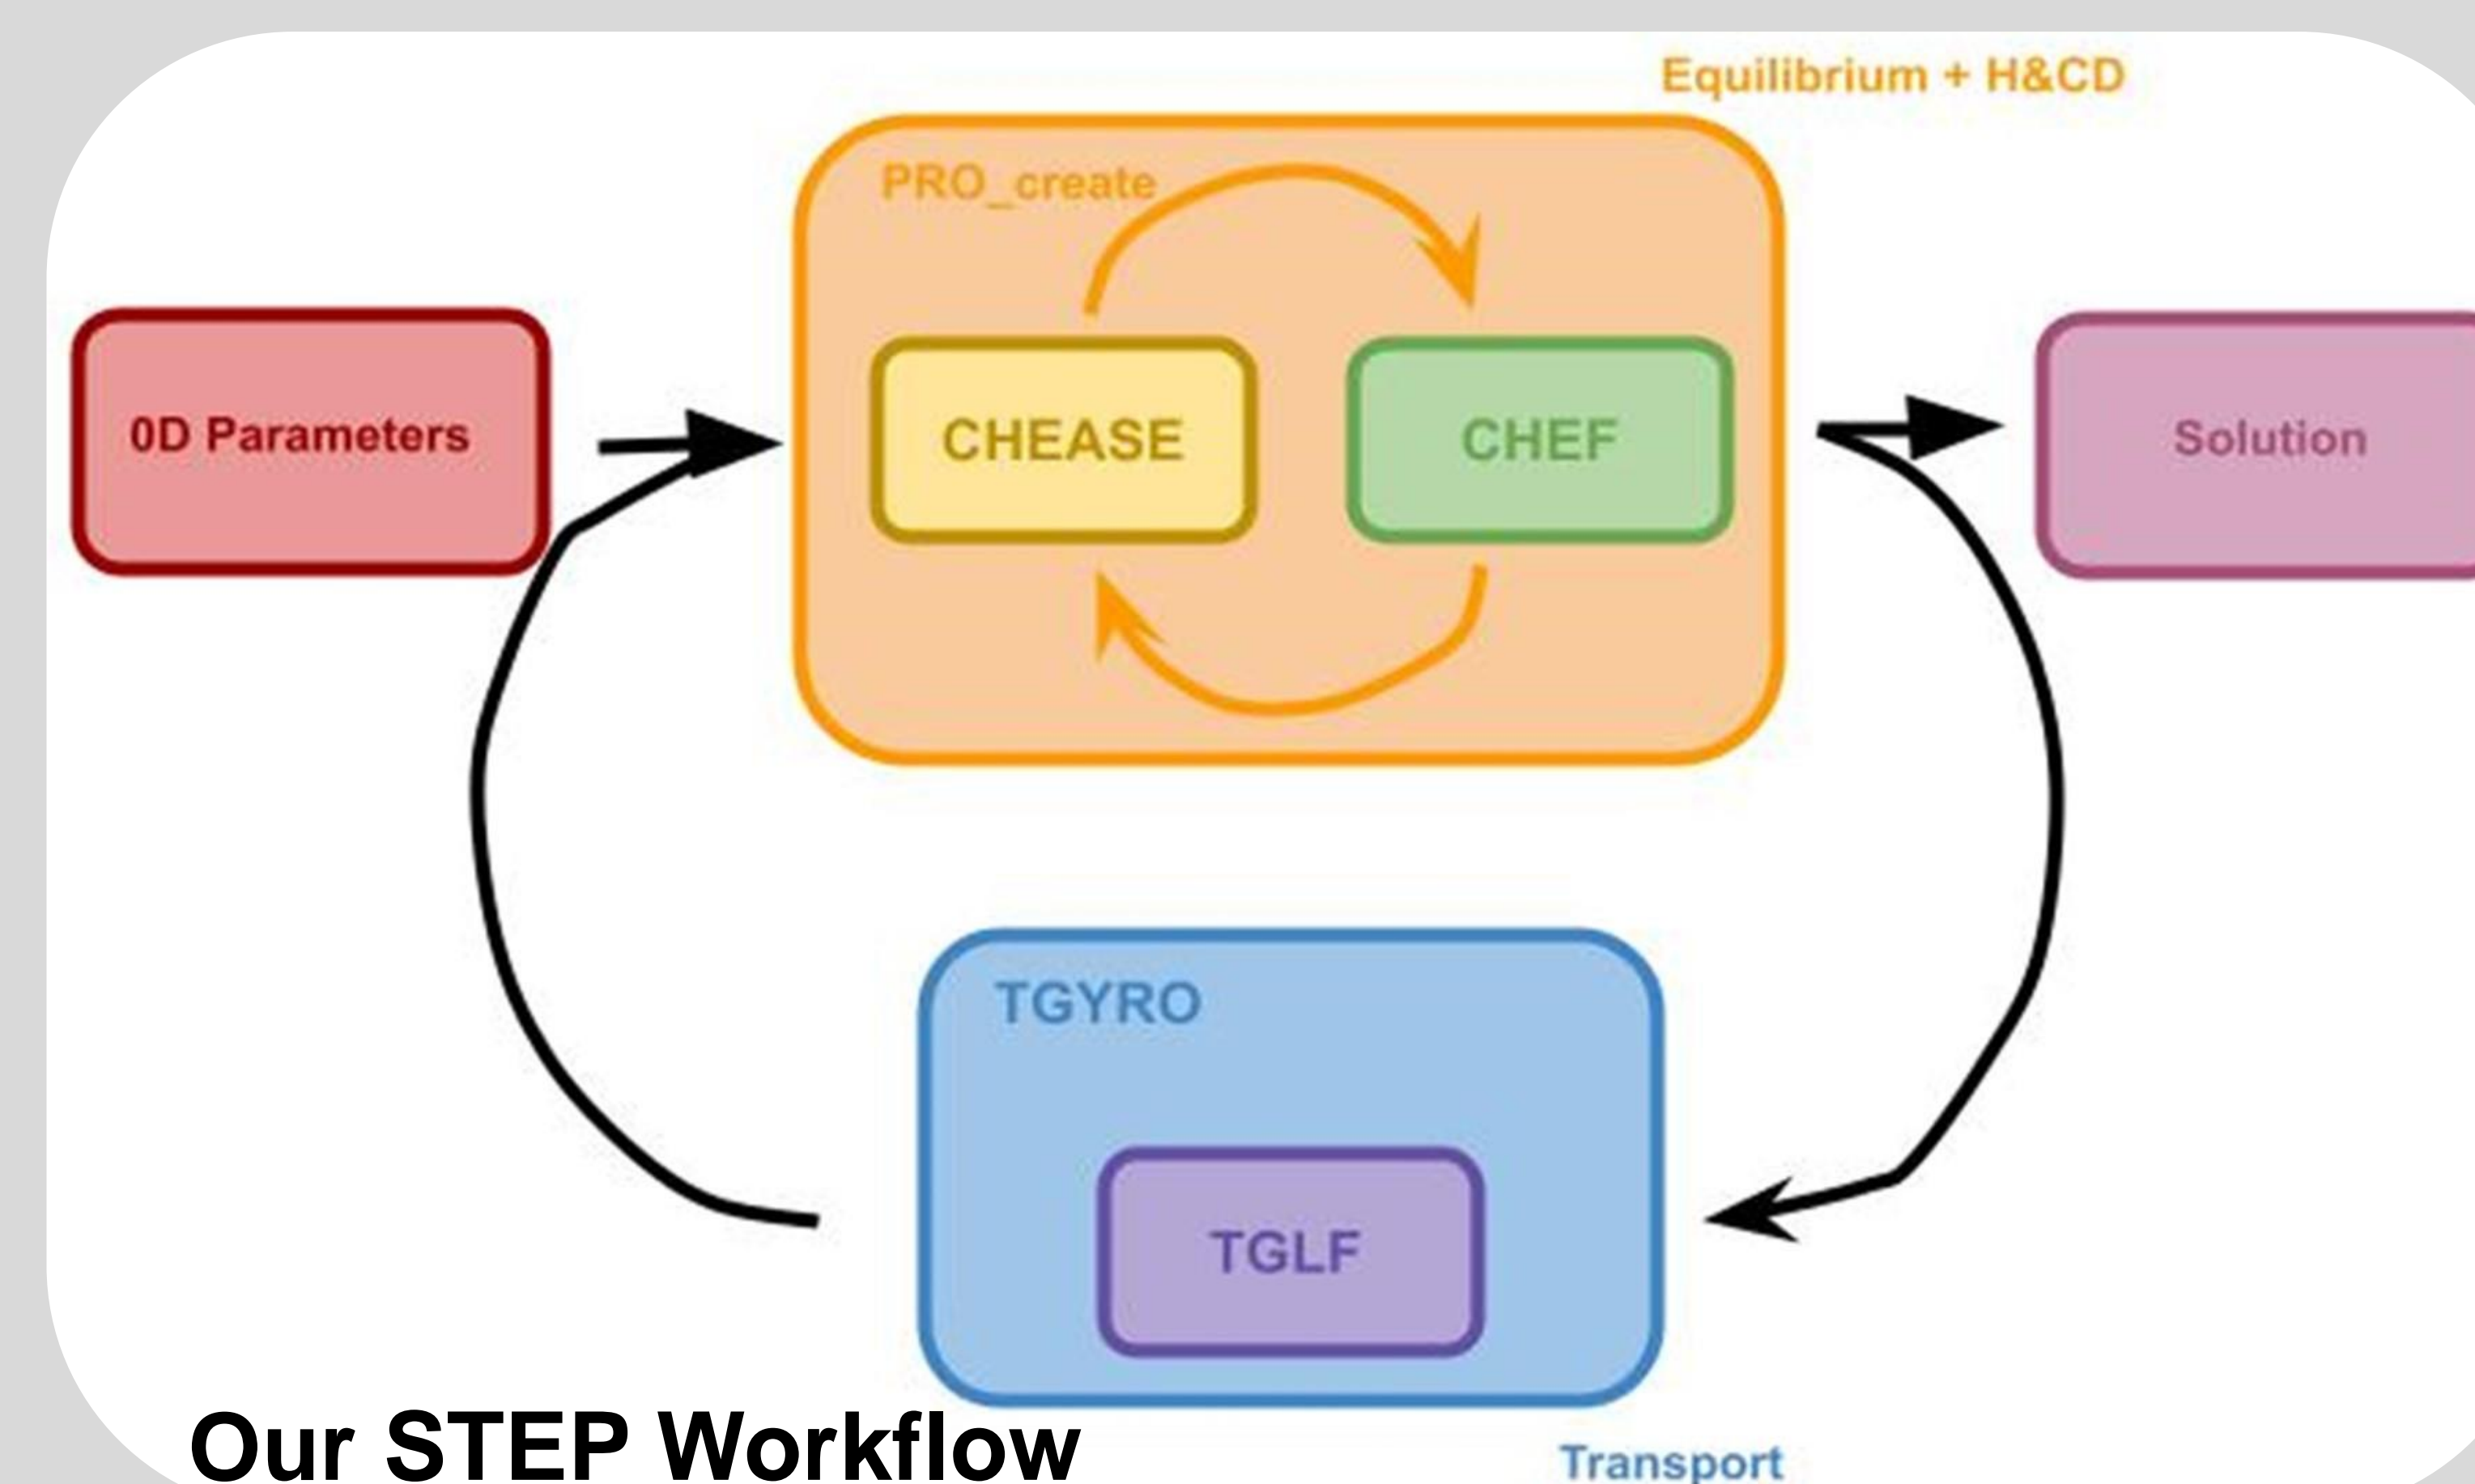 Equilibrium + H&CD
PRO_create
0D Parameters
CHEASE
CHEF
Solution
TGYRO
TGLF
Our STEP Workflow
Transport